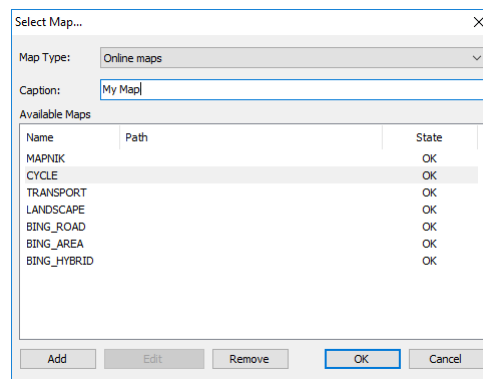 Select Map...
Map Type: Online maps
Caption: My Map
Available Maps
Name Path State
MAPNIK OK
CYCLE OK
TRANSPORT OK
LANDSCAPE OK
BING_ROAD OK
BING_AREA OK
BING_HYBRID OK
Add Edit Remove OK Cancel